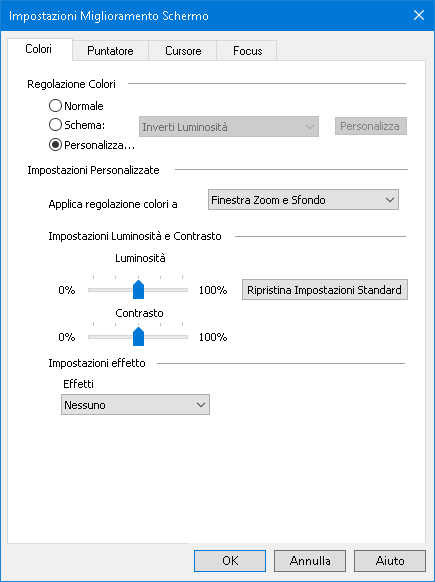 Impostazioni Miglioramento Schermo
Colori Puntatore Cursore Focus
Regolazione Colori
Normale
Schema: Inverti Luminosità Personalizza
Personalizza...
Impostazioni Personalizzate
Applica regolazione colori a Finestra Zoom e Sfondo
Impostazioni Luminosità e Contrasto
Luminosità
0% 100% Ripristina Impostazioni Standard
Contrasto
0% 100%
Impostazioni effetto
Effetti
Nessuno
OK Annulla Aiuto